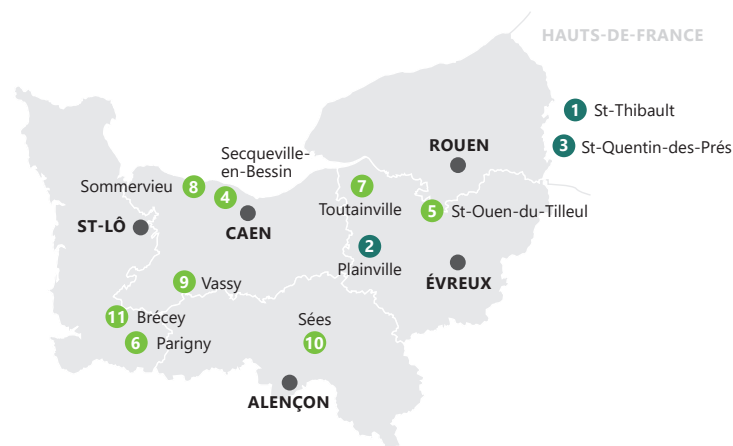 HAUTS-DE-FRANCE
1 St-Thibault
3 St-Quentin-des-Prés
ROUEN
Secqueville-
en-Bessin
Sommervieu 8
4
7
Toutainville
5 St-Ouen-du-Tilleul
ST-LÔ
CAEN
2
Plainville
ÉVREUX
9 Vassy
11 Brécey
6 Parigny
Sées
10
ALENÇON